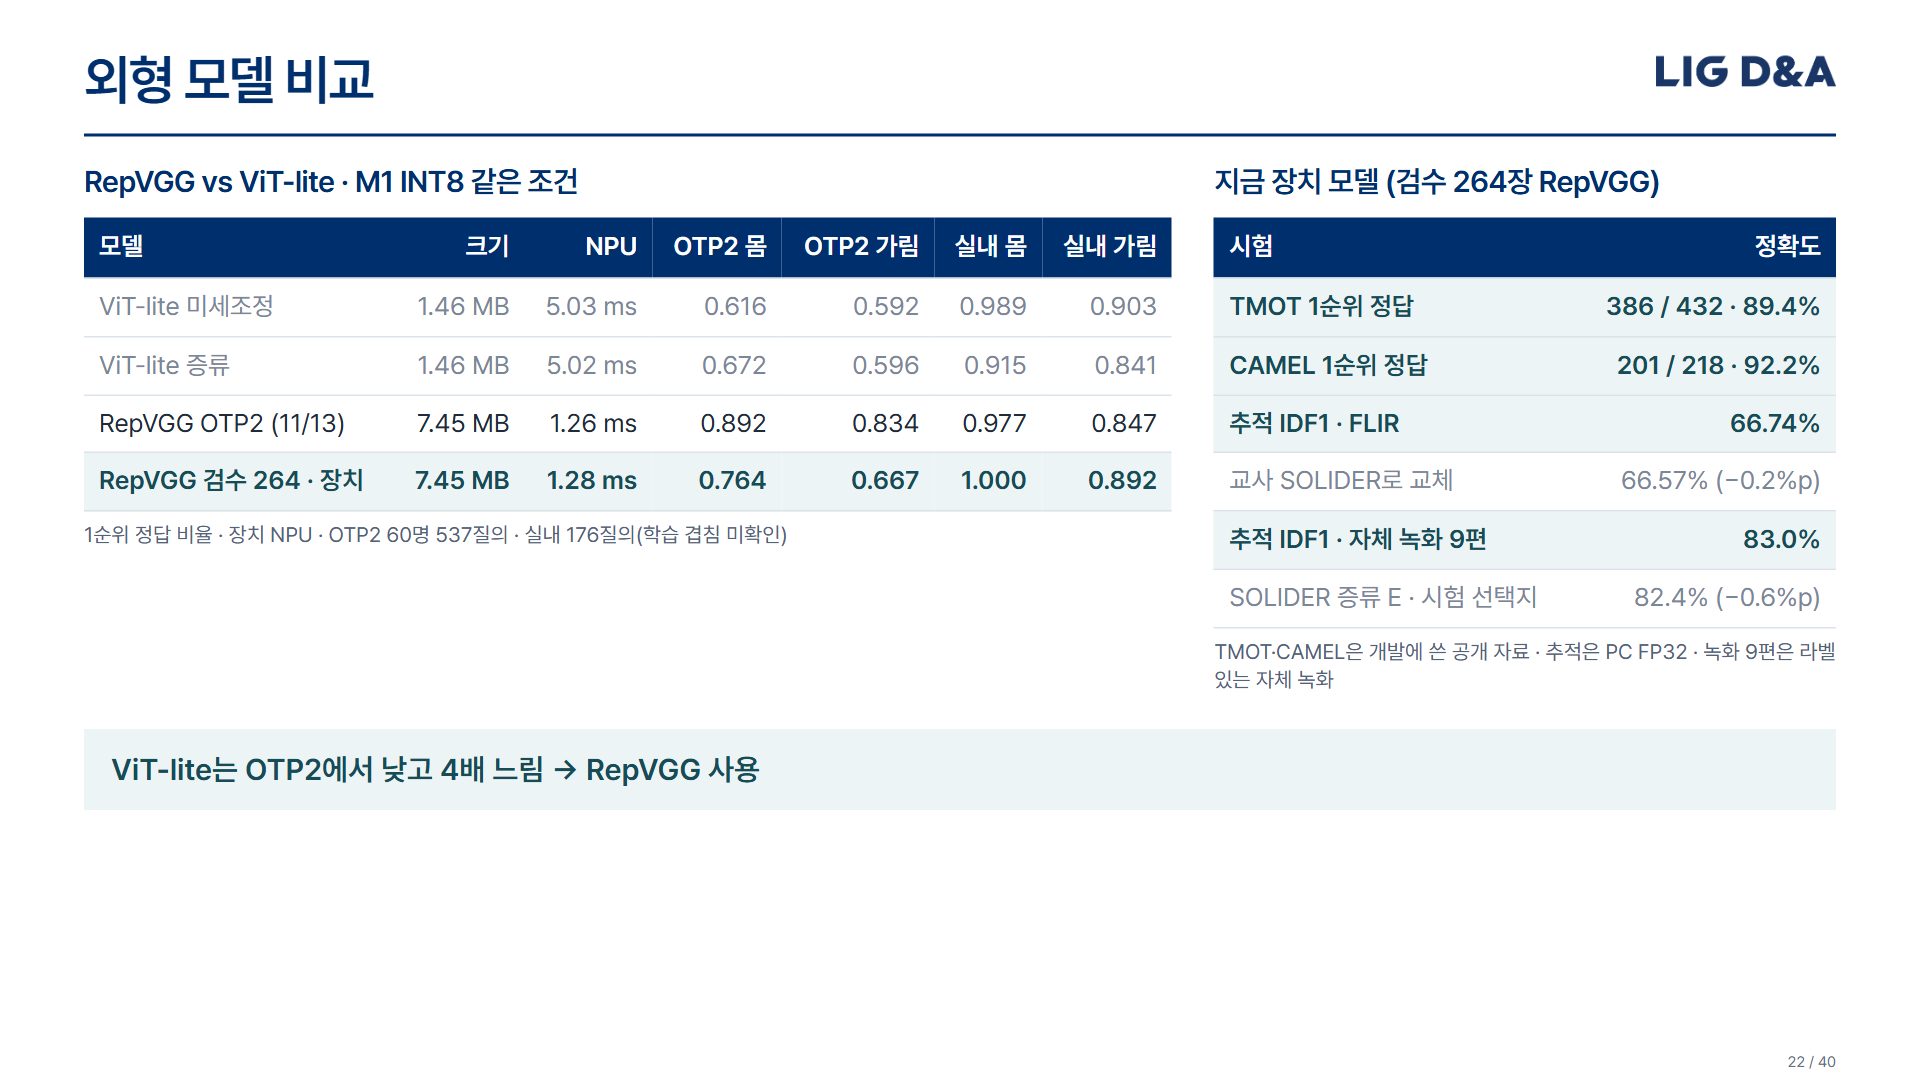 외형 모델 비교
LIG D&A
RepVGG vs ViT-lite · M1 INT8 같은 조건
모델 크기 NPU OTP2 몸 OTP2 가림 실내 몸 실내 가림
ViT-lite 미세조정 1.46 MB 5.03 ms 0.616 0.592 0.989 0.903
ViT-lite 증류 1.46 MB 5.02 ms 0.672 0.596 0.915 0.841
RepVGG OTP2 (11/13) 7.45 MB 1.26 ms 0.892 0.834 0.977 0.847
RepVGG 검수 264 · 장치 7.45 MB 1.28 ms 0.764 0.667 1.000 0.892
1순위 정답 비율 · 장치 NPU · OTP2 60명 537질의 · 실내 176질의(학습 겹침 미확인)
지금 장치 모델 (검수 264장 RepVGG)
시험 정확도
TMOT 1순위 정답 386 / 432 · 89.4%
CAMEL 1순위 정답 201 / 218 · 92.2%
추적 IDF1 · FLIR 66.74%
교사 SOLIDER로 교체 66.57% (−0.2%p)
추적 IDF1 · 자체 녹화 9편 83.0%
SOLIDER 증류 E · 시험 선택지 82.4% (−0.6%p)
TMOT·CAMEL은 개발에 쓴 공개 자료 · 추적은 PC FP32 · 녹화 9편은 라벨
있는 자체 녹화
ViT-lite는 OTP2에서 낮고 4배 느림 → RepVGG 사용
22 / 40